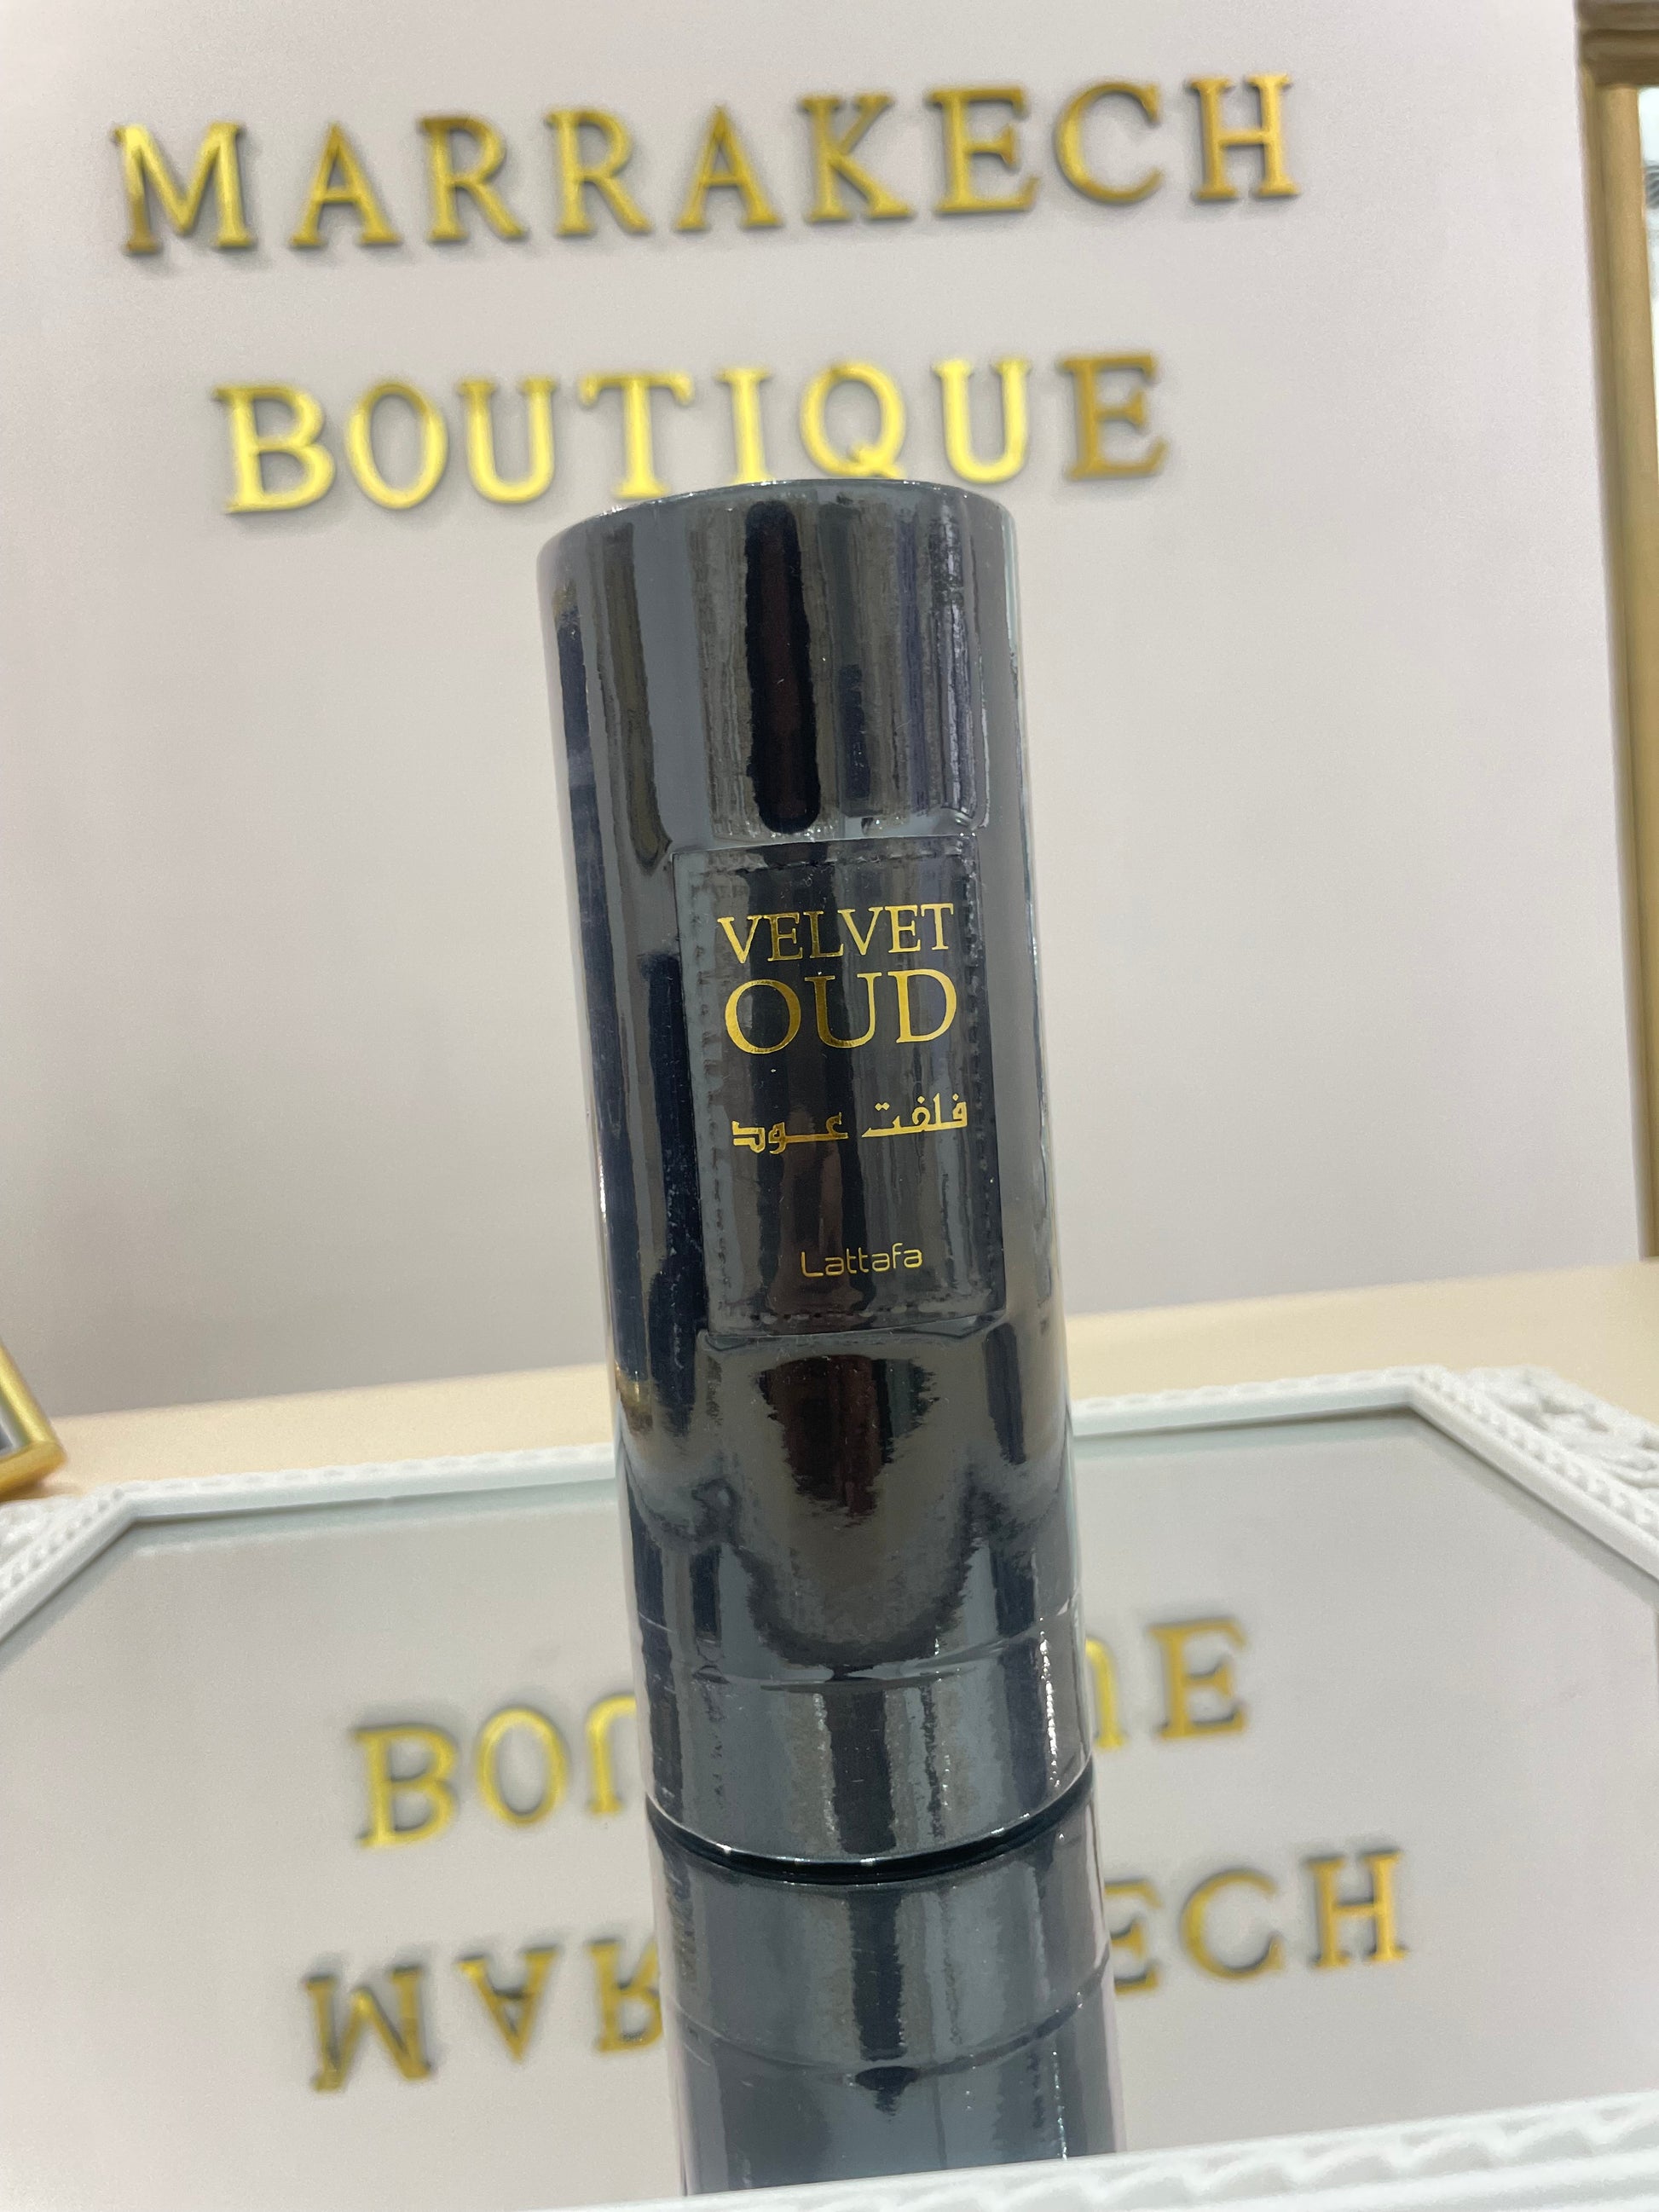 MARRAKECH
BOUTIQUE
VELVET
OUD
فلفت عود
Lattafa